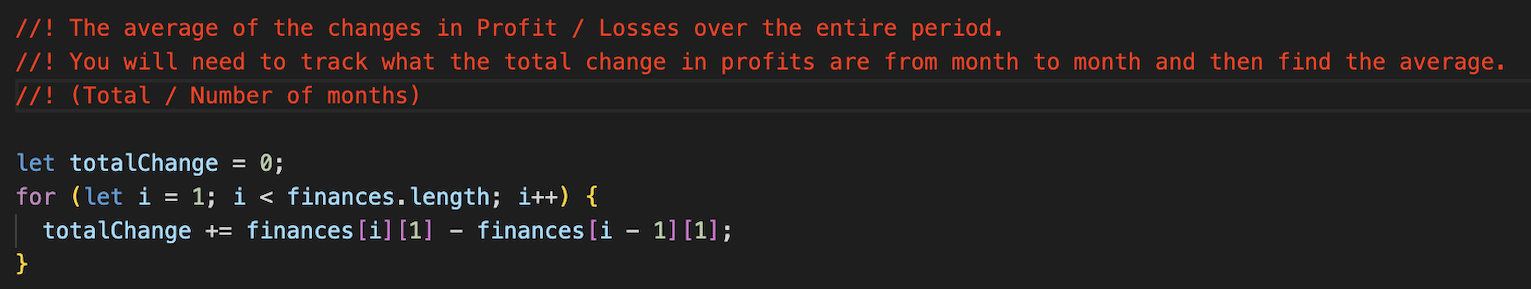 //! The average of the changes in Profit / Losses over the entire period.
//! You will need to track what the total change in profits are from month to month and then find the average.
//! (Total / Number of months)
let totalChange = 0;
for (let i = 1; i < finances.length; i++) {
  totalChange += finances[i][1] - finances[i - 1][1];
}